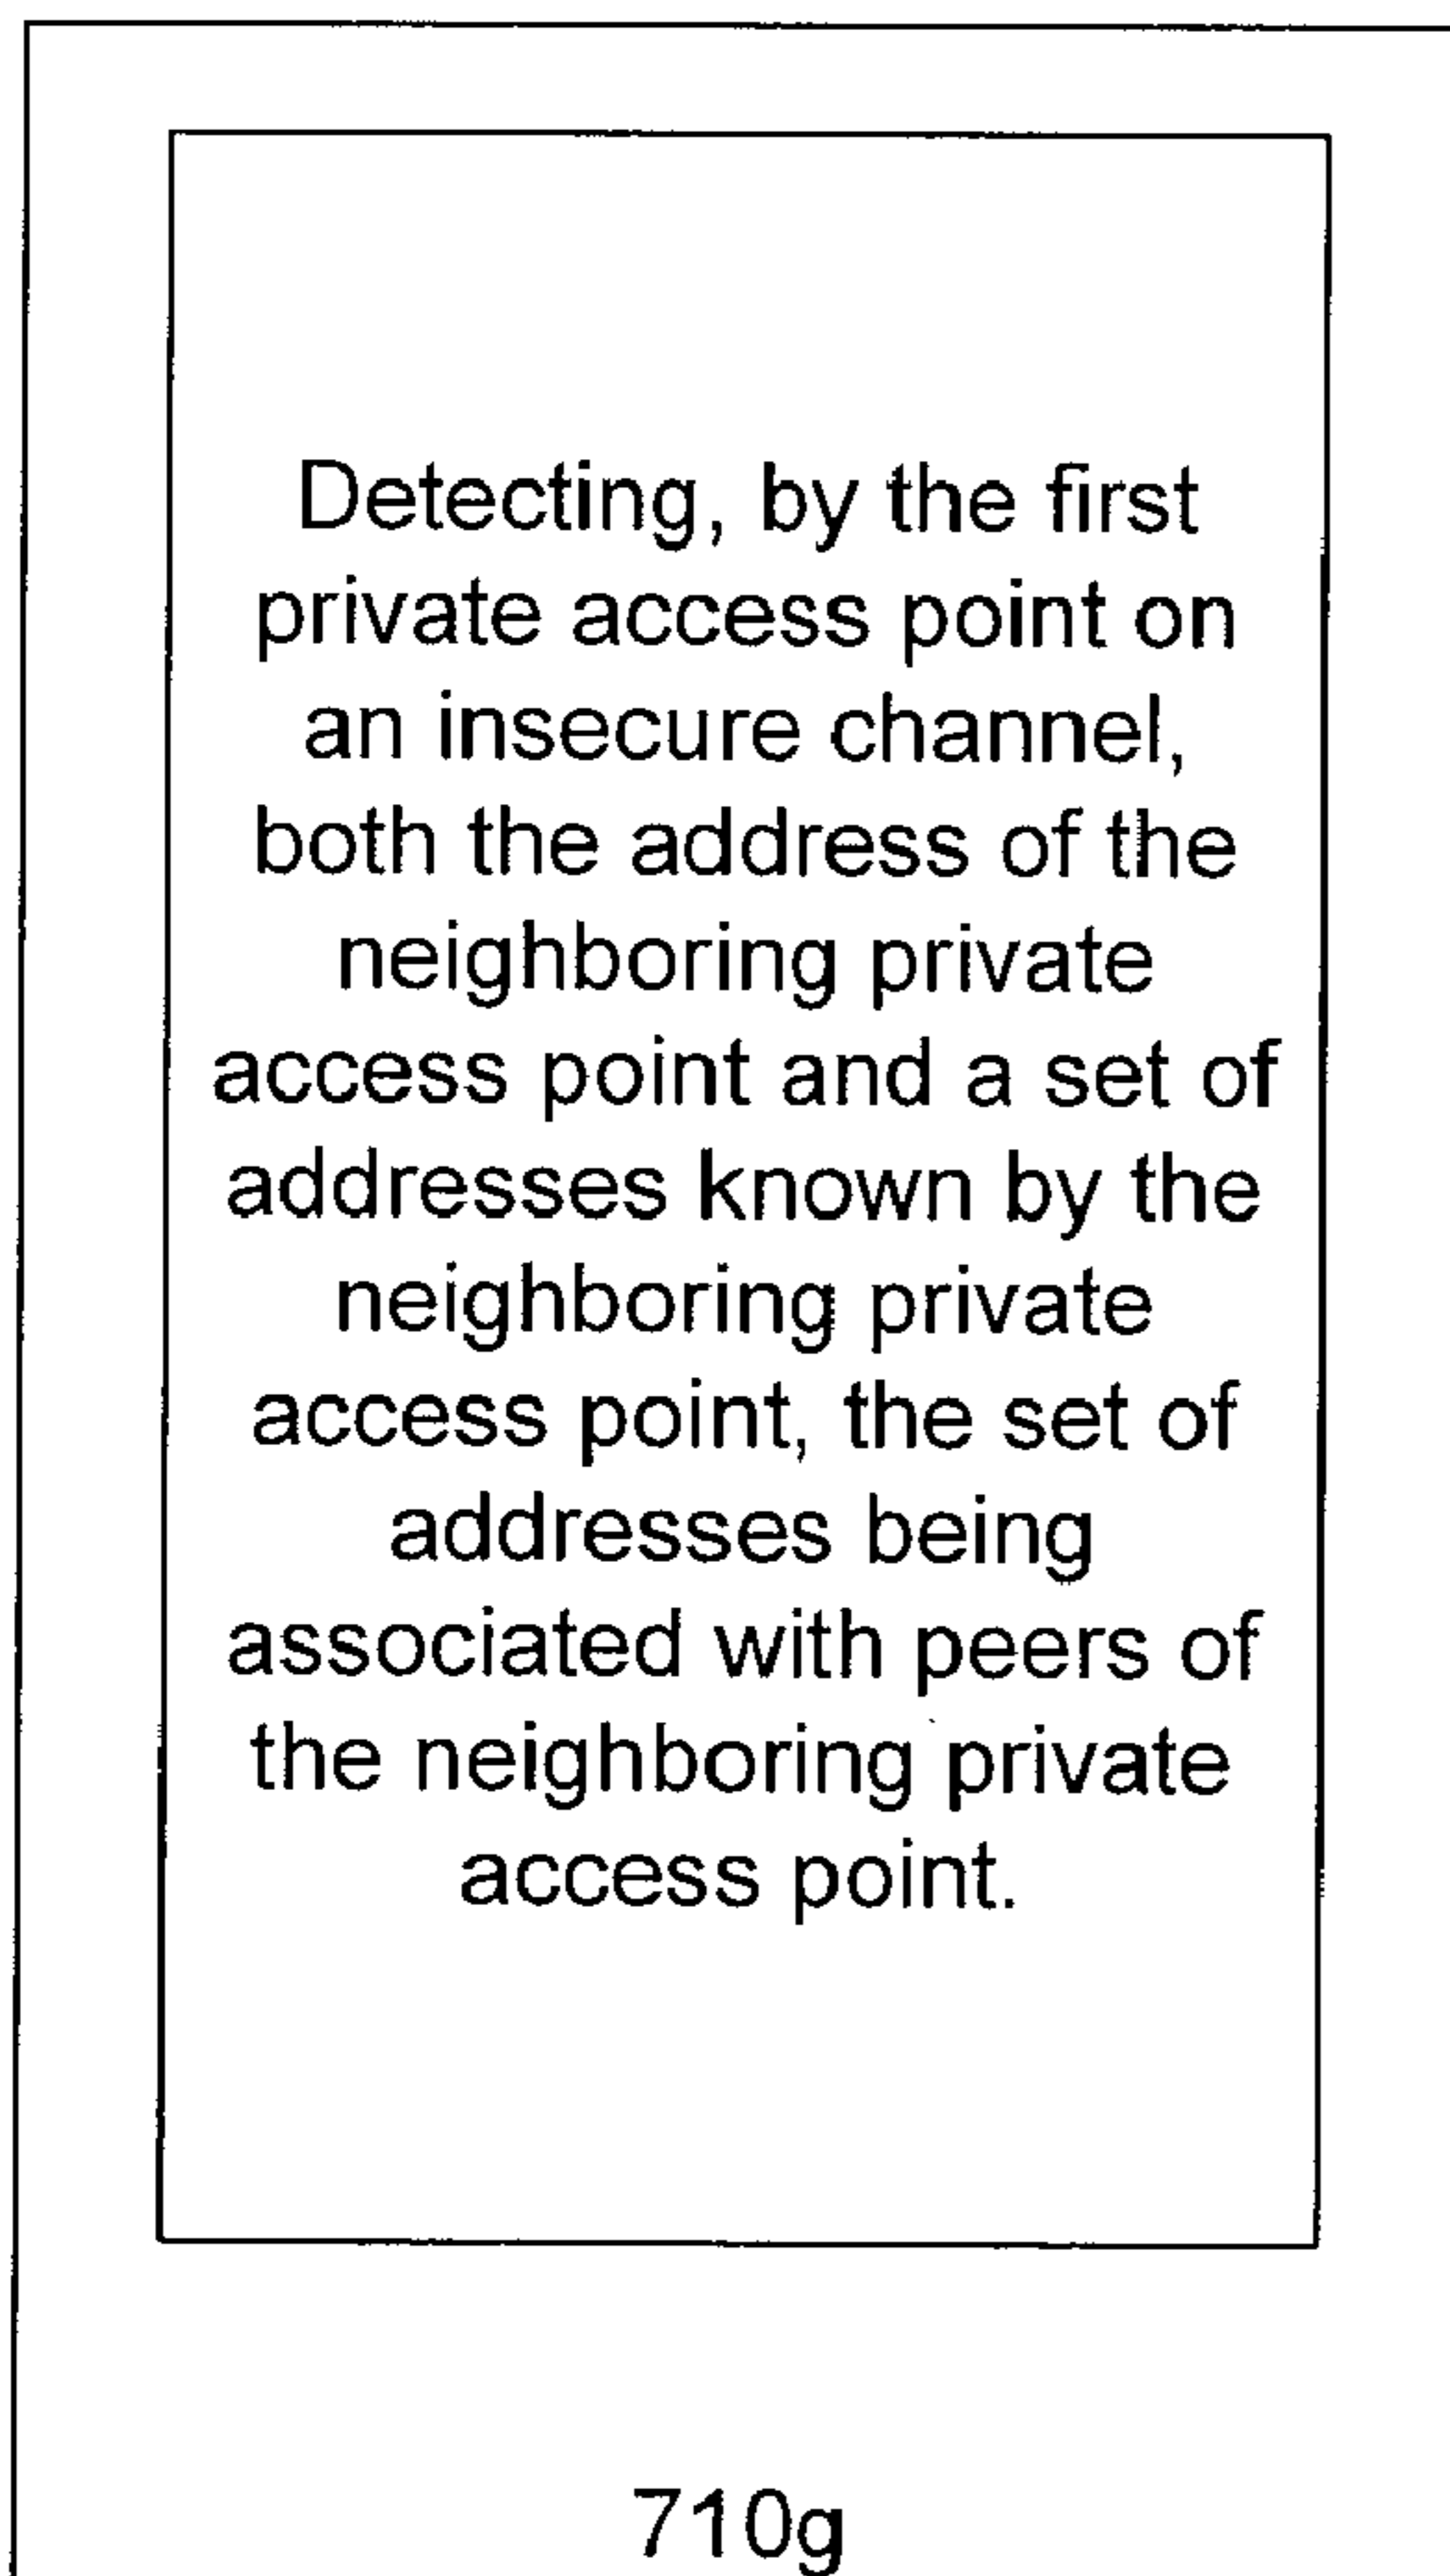 Detecting, by the first
private access point on
an insecure channel,
both the address of the
neighboring private
access point and a set of
addresses known by the
neighboring private
access point, the set of
addresses being
associated with peers of
the neighboring private
access point.
710g